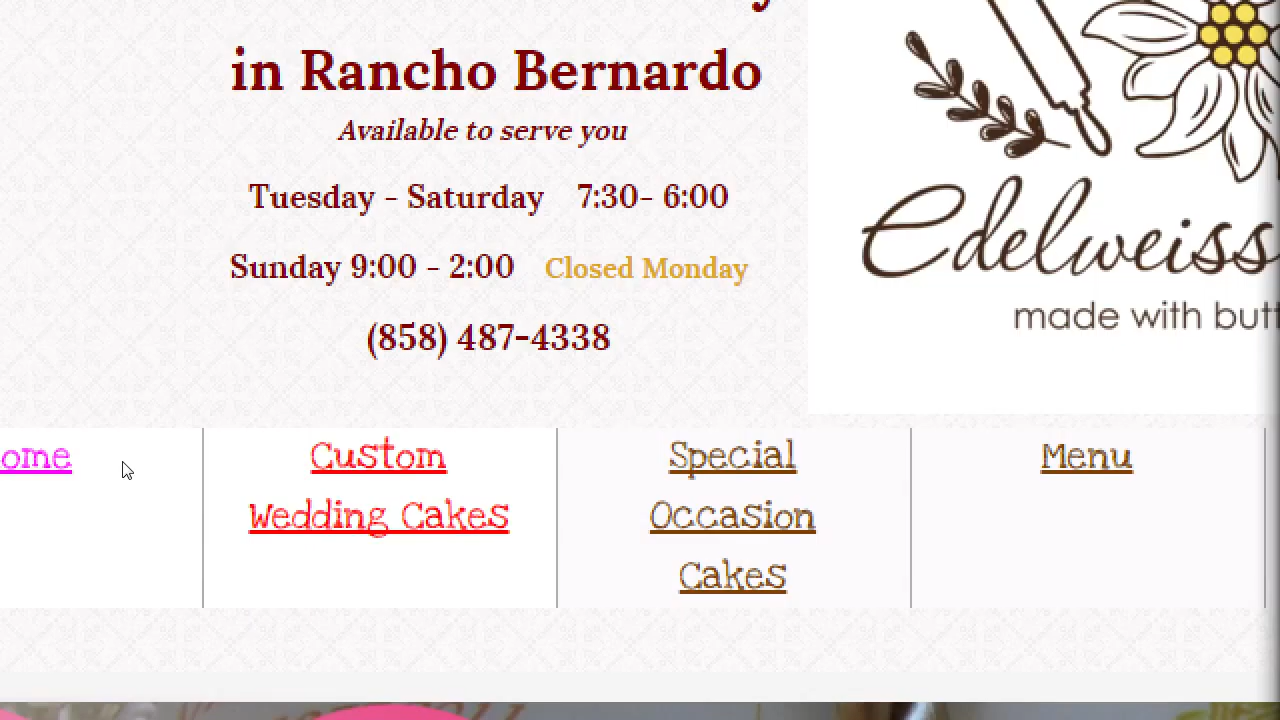 in Rancho Bernardo
Available to serve you
Tuesday - Saturday 7:30- 6:00
Sunday 9:00 - 2:00 Closed Monday
(858) 487-4338
Edelweiss
made with butt
ome
Custom
Wedding Cakes
Special
Occasion
Cakes
Menu